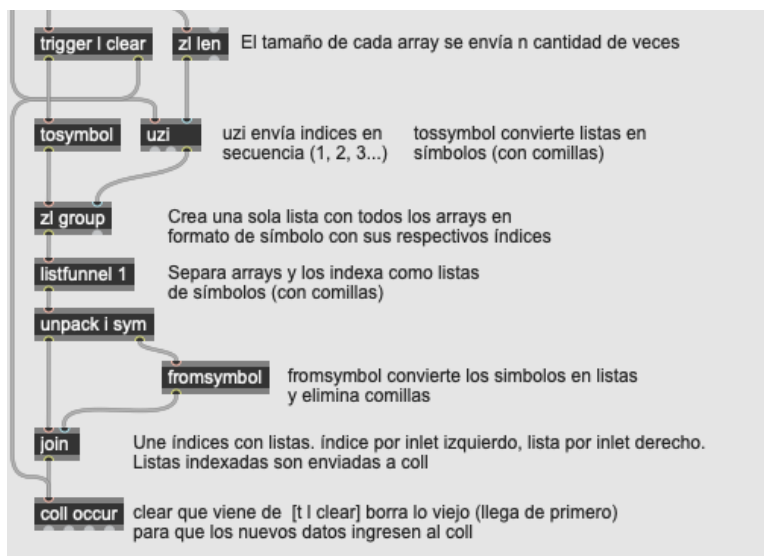 trigger l clear
zl len
El tamaño de cada array se envía n cantidad de veces
tosymbol
uzi
uzi envía indices en
secuencia (1, 2, 3...)
tossymbol convierte listas en
símbolos (con comillas)
zl group
Crea una sola lista con todos los arrays en
formato de símbolo con sus respectivos índices
listfunnel 1
Separa arrays y los indexa como listas
de símbolos (con comillas)
unpack i sym
fromsymbol
fromsymbol convierte los simbolos en listas
y elimina comillas
join
Une índices con listas. índice por inlet izquierdo, lista por inlet derecho.
Listas indexadas son enviadas a coll
coll occur
clear que viene de [t l clear] borra lo viejo (llega de primero)
para que los nuevos datos ingresen al coll